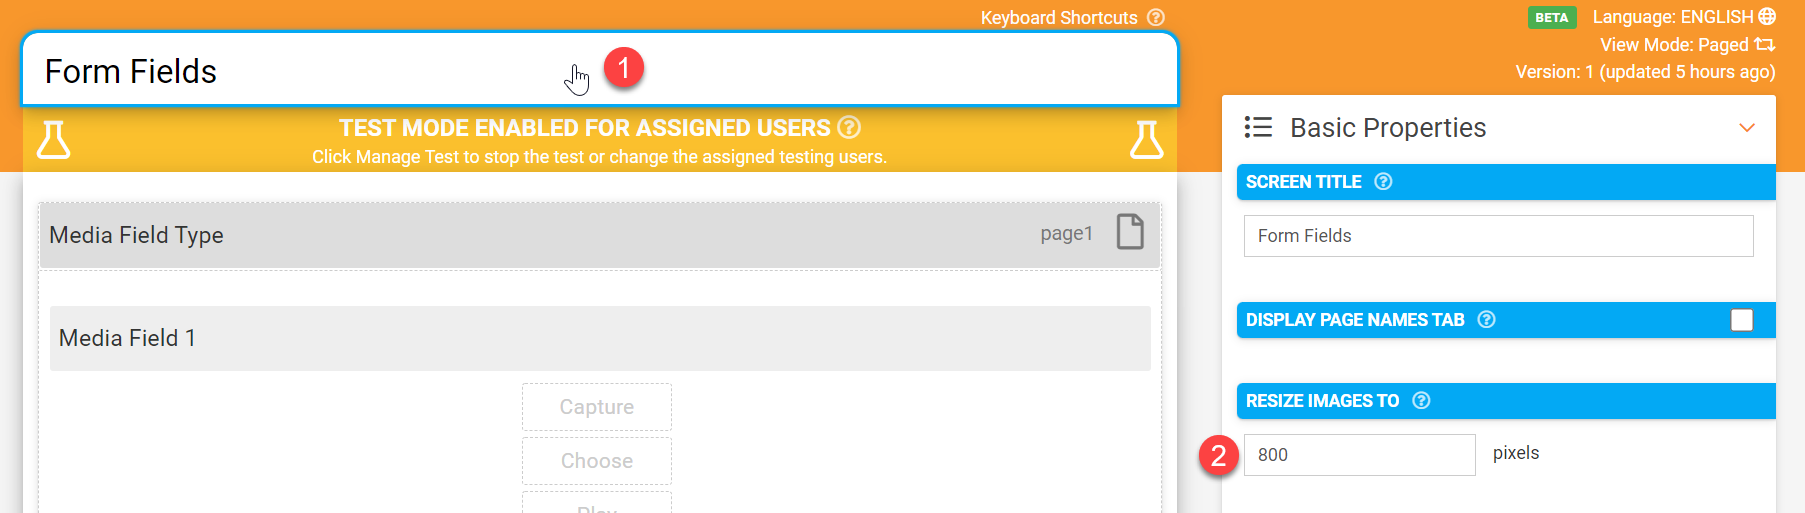 Keyboard Shortcuts
Form Fields
1
TEST MODE ENABLED FOR ASSIGNED USERS
Click Manage Test to stop the test or change the assigned testing users.
Media Field Type
page1
Media Field 1
Capture
Choose
Play
BETA Language: ENGLISH
View Mode: Paged
Version: 1 (updated 5 hours ago)
Basic Properties
SCREEN TITLE
Form Fields
DISPLAY PAGE NAMES TAB
RESIZE IMAGES TO
2
800 pixels